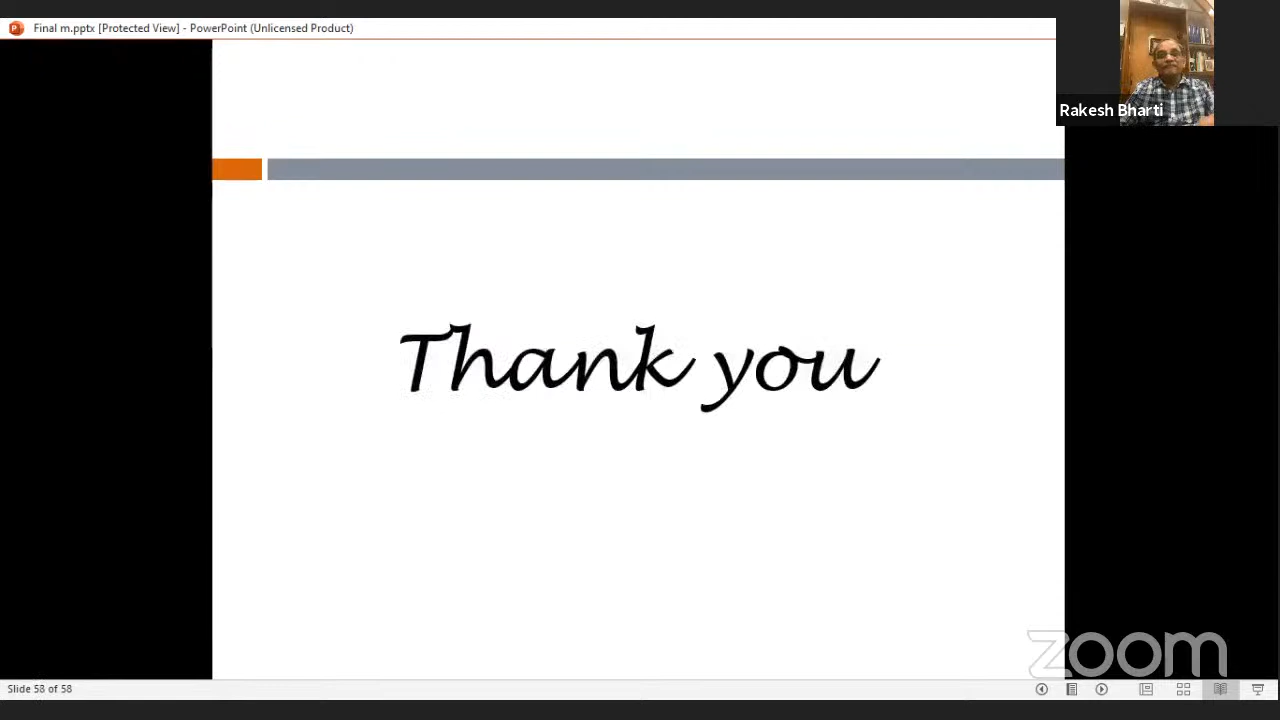 Final m.pptx [Protected View] - PowerPoint (Unlicensed Product)
Rakesh Bharti
Thank you
zoom
Slide 58 of 58